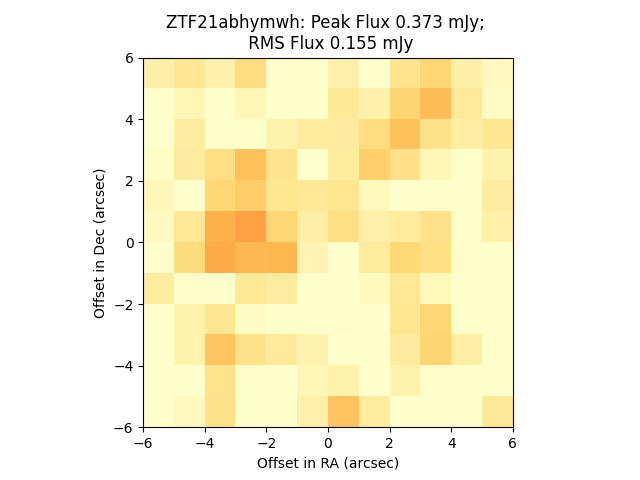 ZTF21abhymwh: Peak Flux 0.373 mJy;
RMS Flux 0.155 mJy
6
4
2
0
−2
−4
−6
Offset in Dec (arcsec)
−6 −4 −2 0 2 4 6
Offset in RA (arcsec)